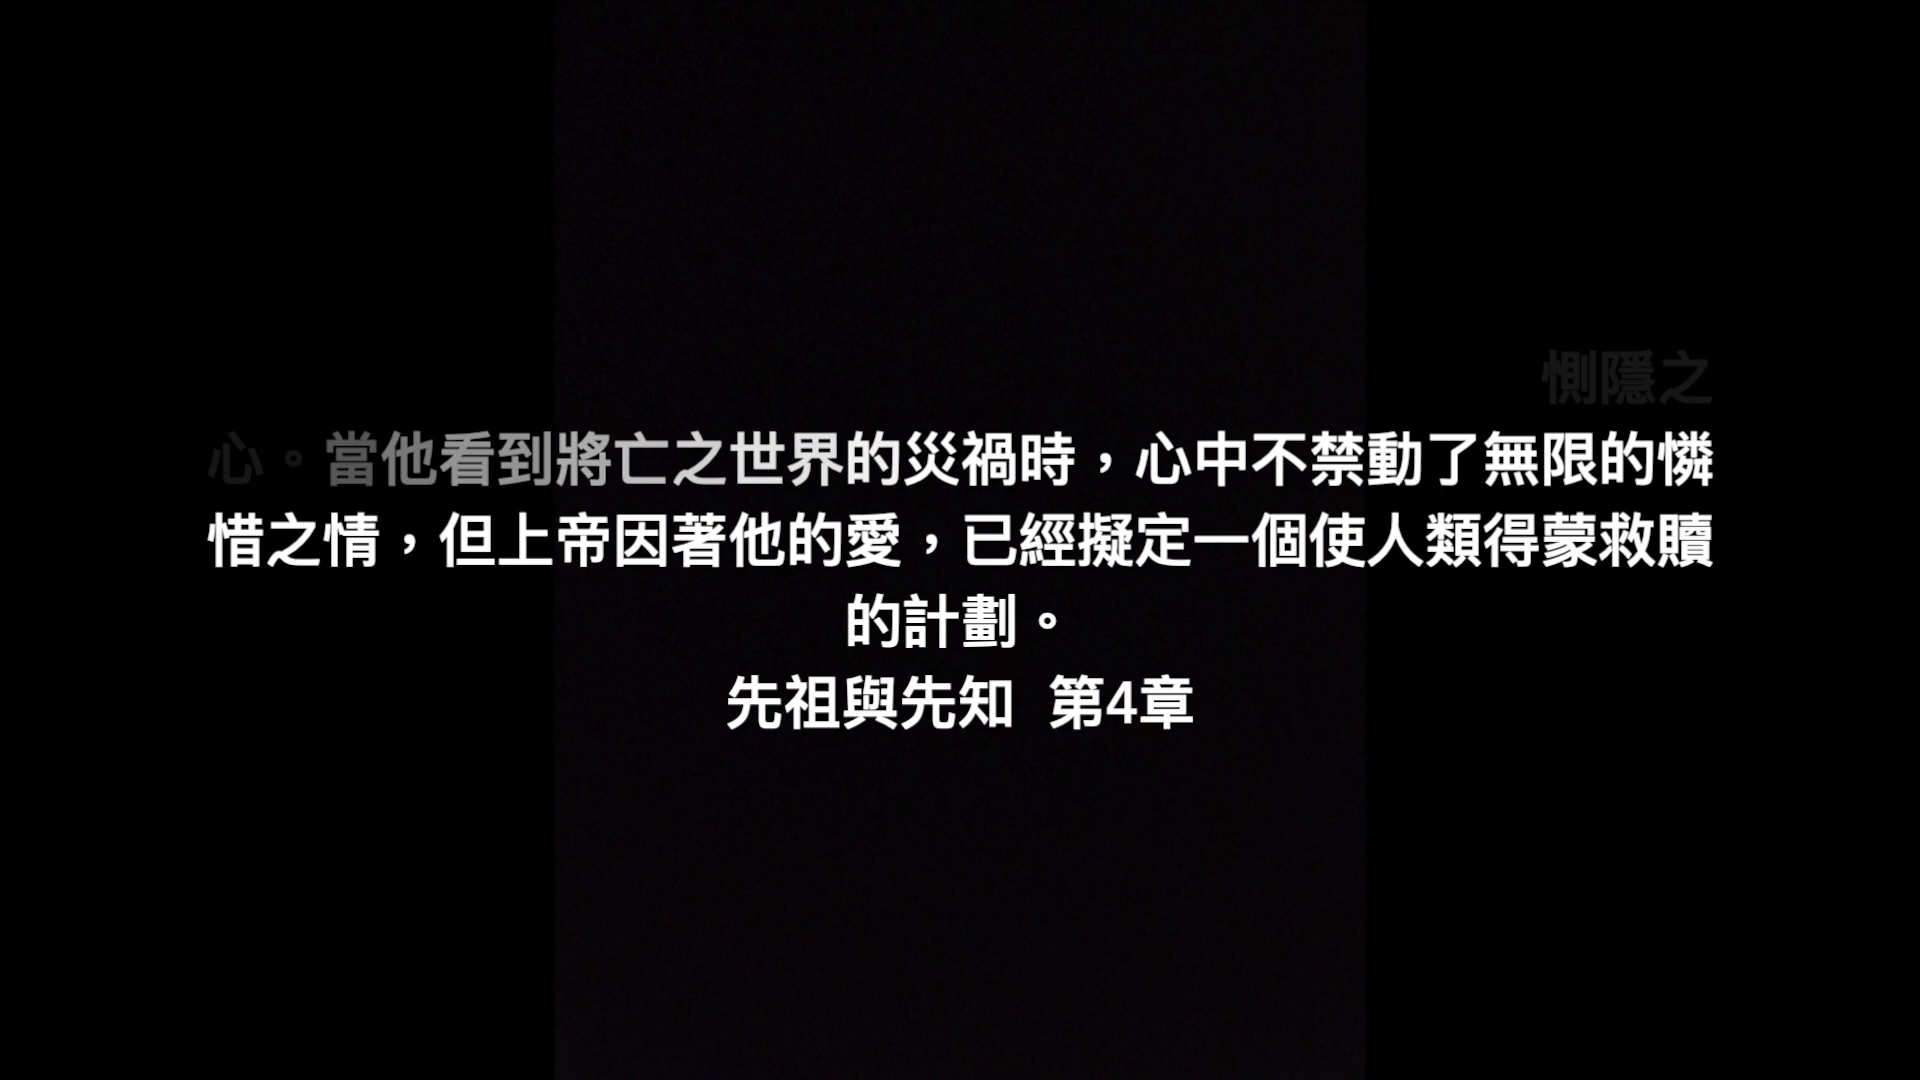 惻隱之
心。當他看到將亡之世界的災禍時，心中不禁動了無限的憐
惜之情，但上帝因著他的愛，已經擬定一個使人類得蒙救贖
的計劃。
先祖與先知 第4章